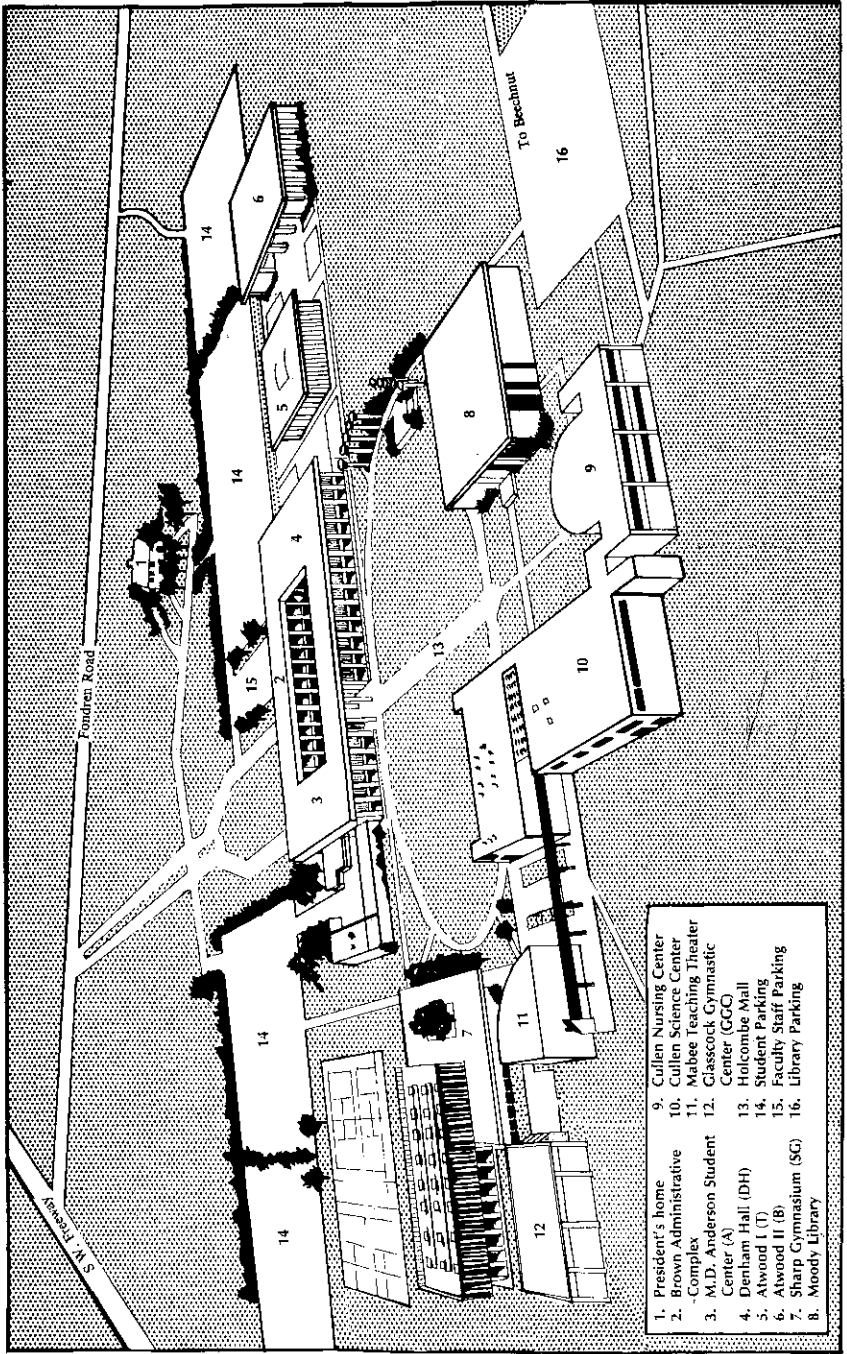 S.W. Freeway
Fondren Road
To Beechnut
1
14
6
14
5
16
15
4
2
8
3
13
9
14
10
7
11
14
12
1. President's home
2. Brown Administrative
Complex
3. M.D. Anderson Student
Center (A)
4. Denham Hall (DH)
5. Atwood I (T)
6. Atwood II (B)
7. Sharp Gymnasium (SG)
8. Moody Library
9. Cullen Nursing Center
10. Cullen Science Center
11. Mabee Teaching Theater
12. Glasscock Gymnastic
Center (GGC)
13. Holcombe Mall
14. Student Parking
15. Faculty Staff Parking
16. Library Parking